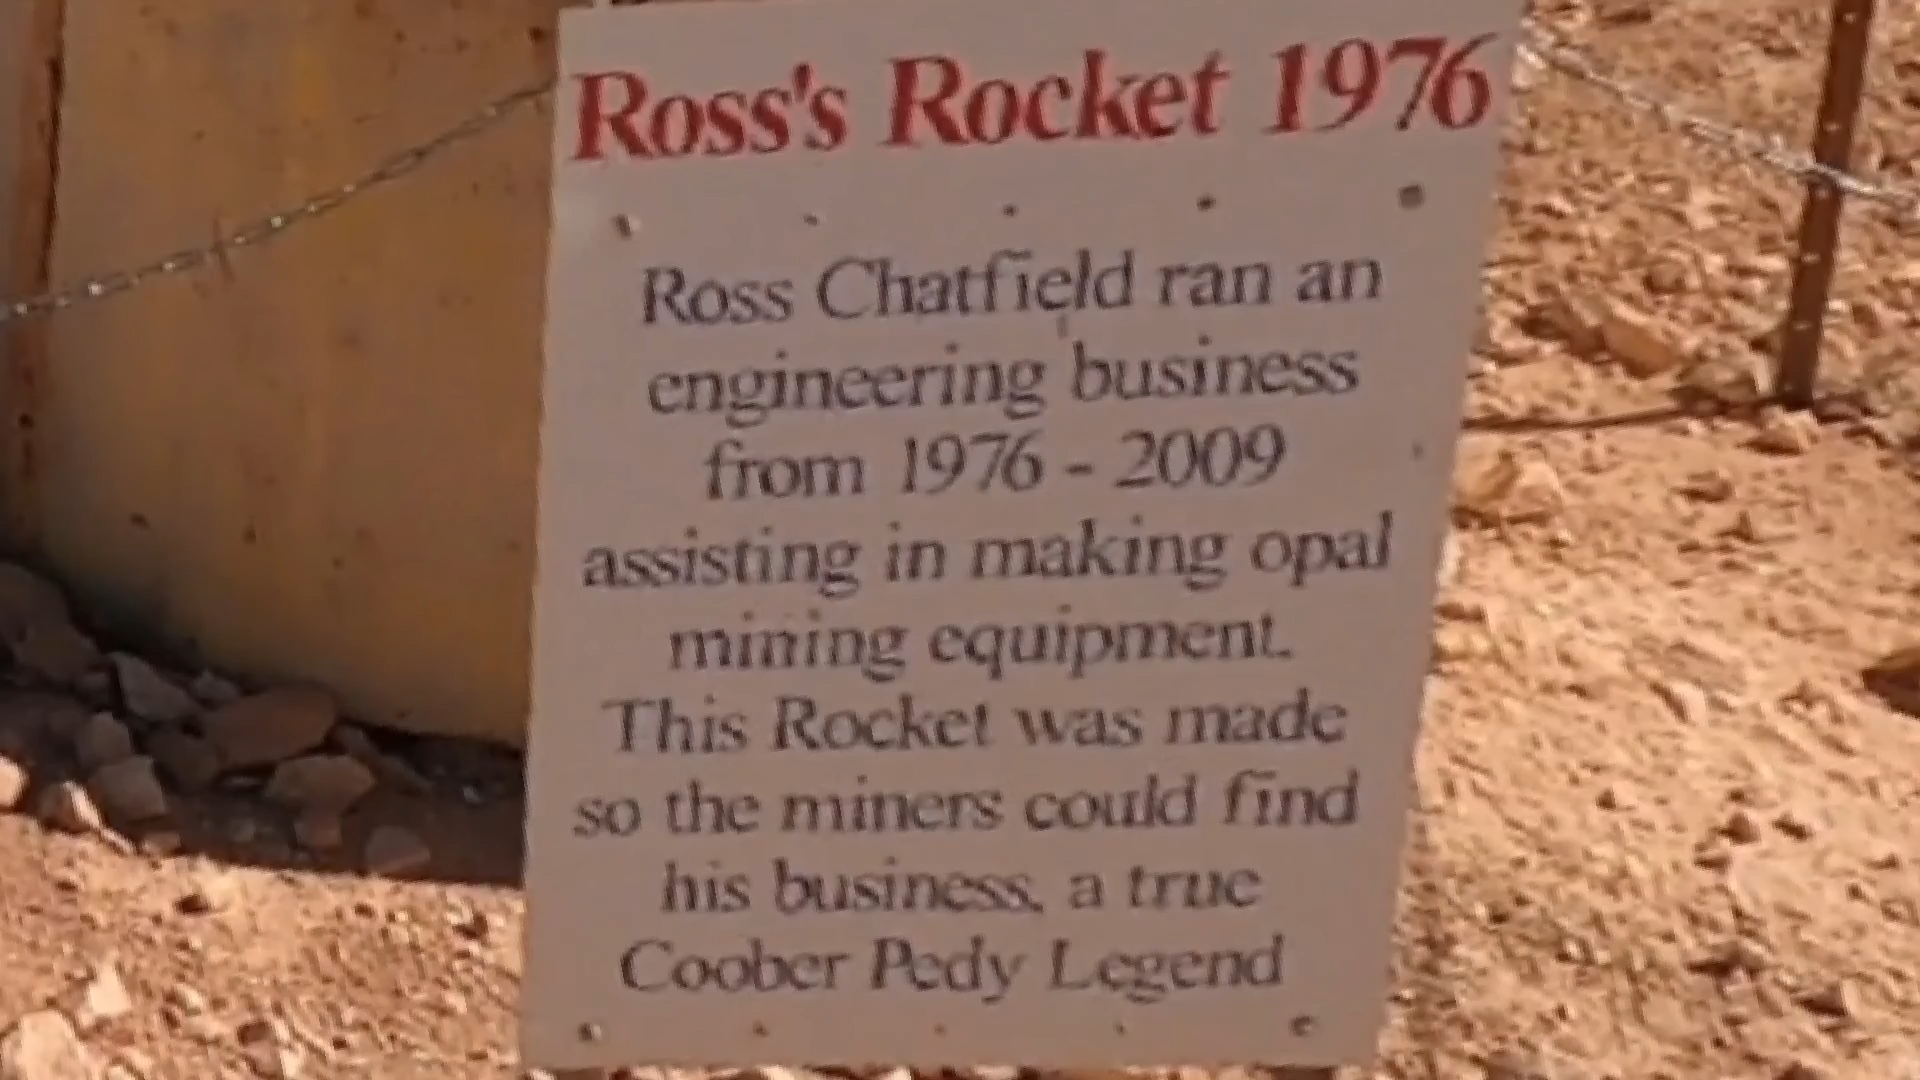 Ross's Rocket 1976
Ross Chatfield ran an
engineering business
from 1976 - 2009
assisting in making opal
mining equipment.
This Rocket was made
so the miners could find
his business, a true
Coober Pedy Legend